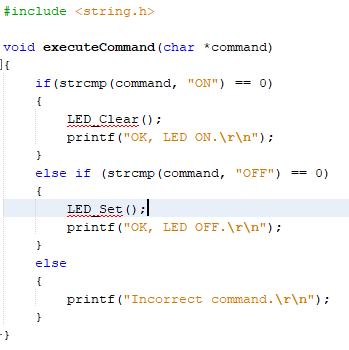 #include <string.h>
void executeCommand(char *command)
{
if(strcmp(command, "ON") == 0)
{
LED_Clear();
printf("OK, LED ON.\r\n");
}
else if (strcmp(command, "OFF") == 0)
{
LED_Set();
printf("OK, LED OFF.\r\n");
}
else
{
printf("Incorrect command.\r\n");
}
}